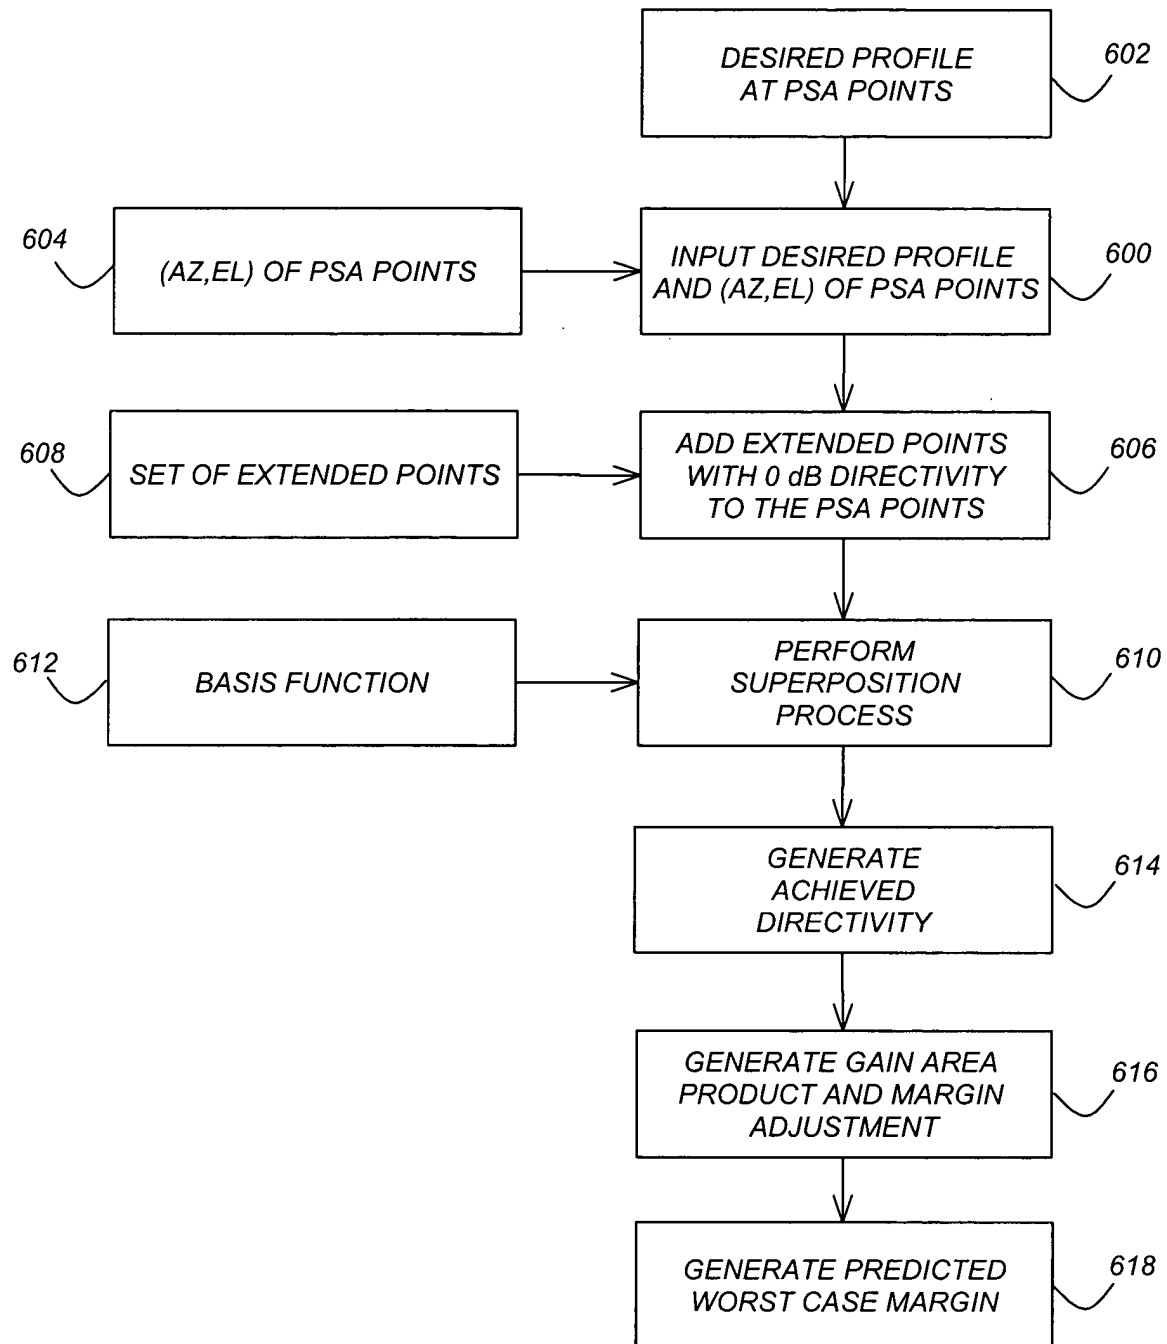 DESIRED PROFILE
AT PSA POINTS
602
604
(AZ,EL) OF PSA POINTS
INPUT DESIRED PROFILE
AND (AZ,EL) OF PSA POINTS
600
608
SET OF EXTENDED POINTS
ADD EXTENDED POINTS
WITH 0 dB DIRECTIVITY
TO THE PSA POINTS
606
612
BASIS FUNCTION
PERFORM
SUPERPOSITION
PROCESS
610
GENERATE
ACHIEVED
DIRECTIVITY
614
GENERATE GAIN AREA
PRODUCT AND MARGIN
ADJUSTMENT
616
GENERATE PREDICTED
WORST CASE MARGIN
618